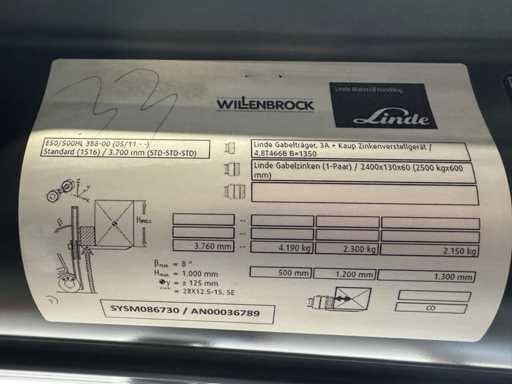 33
WILLENBROCK
Linde Material Handling
Linde
E50/500HL 388-00 (05/11 - -)
Standard (1516) / 3.700 mm (STD-STD-STD)
Linde Gabelträger, 3A + Kaup Zinkenverstellgerät /
4,8T466B B=1350
Linde Gabelzinken (1-Paar) / 2400x130x60 (2500 kgx600
mm)
Hmax
-- 
--
3.760 mm -- 4.190 kg 2.300 kg 2.150 kg
βmax = 8 °
Hmax = 1.000 mm 500 mm 1.200 mm 1.300 mm
γ = ± 125 mm
= 28X12.5-15, SE
CO
SYSM086730 / AN00036789